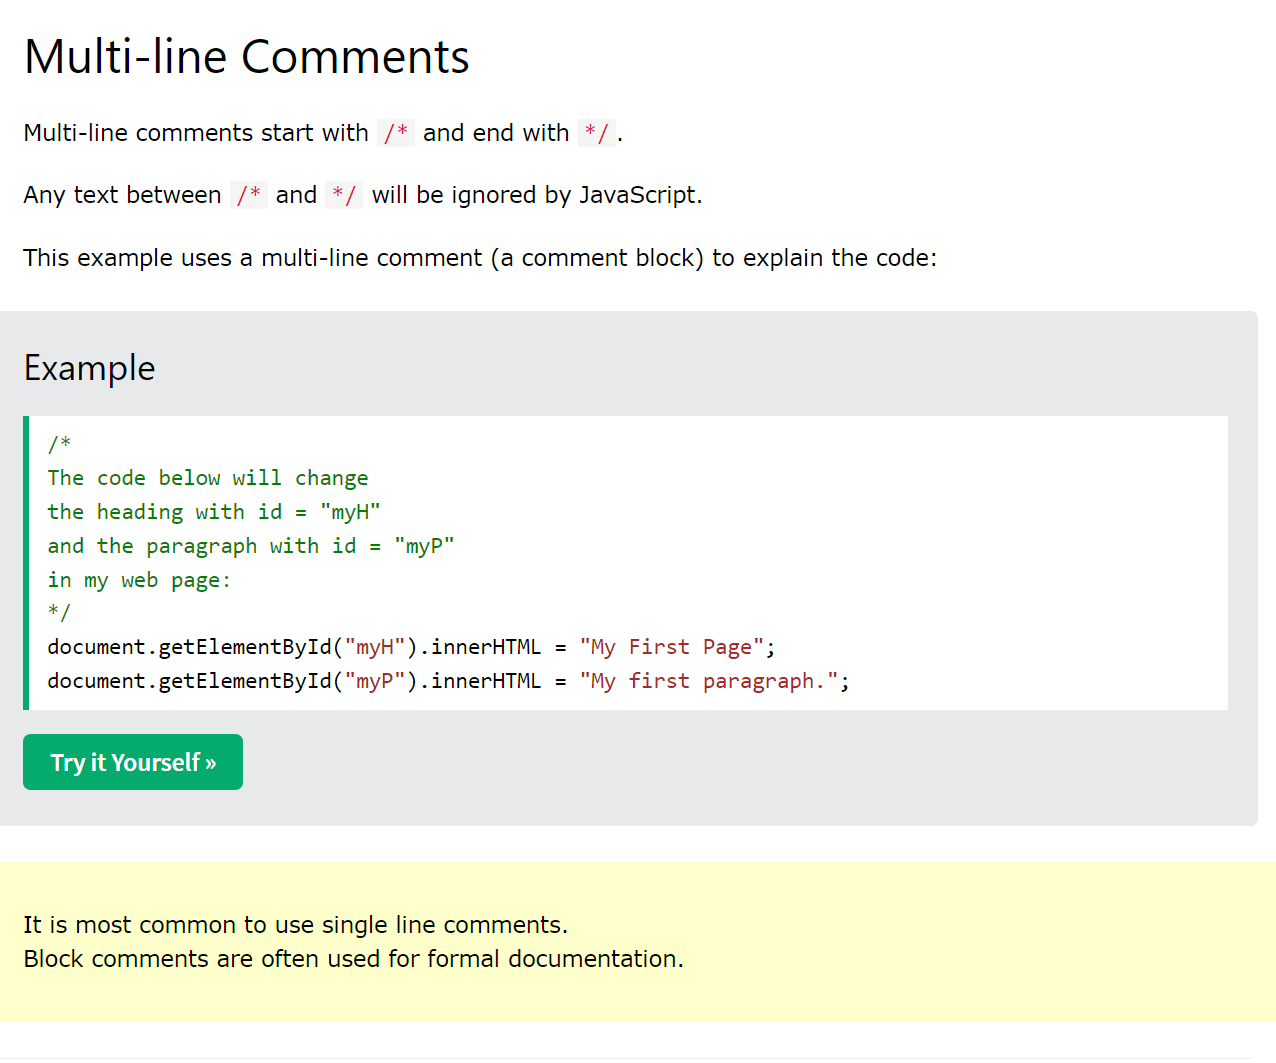 Multi-line Comments
Multi-line comments start with /* and end with */.
Any text between /* and */ will be ignored by JavaScript.
This example uses a multi-line comment (a comment block) to explain the code:
Example
/*
The code below will change
the heading with id = "myH"
and the paragraph with id = "myP"
in my web page:
*/
document.getElementById("myH").innerHTML = "My First Page";
document.getElementById("myP").innerHTML = "My first paragraph.";
Try it Yourself »
It is most common to use single line comments.
Block comments are often used for formal documentation.